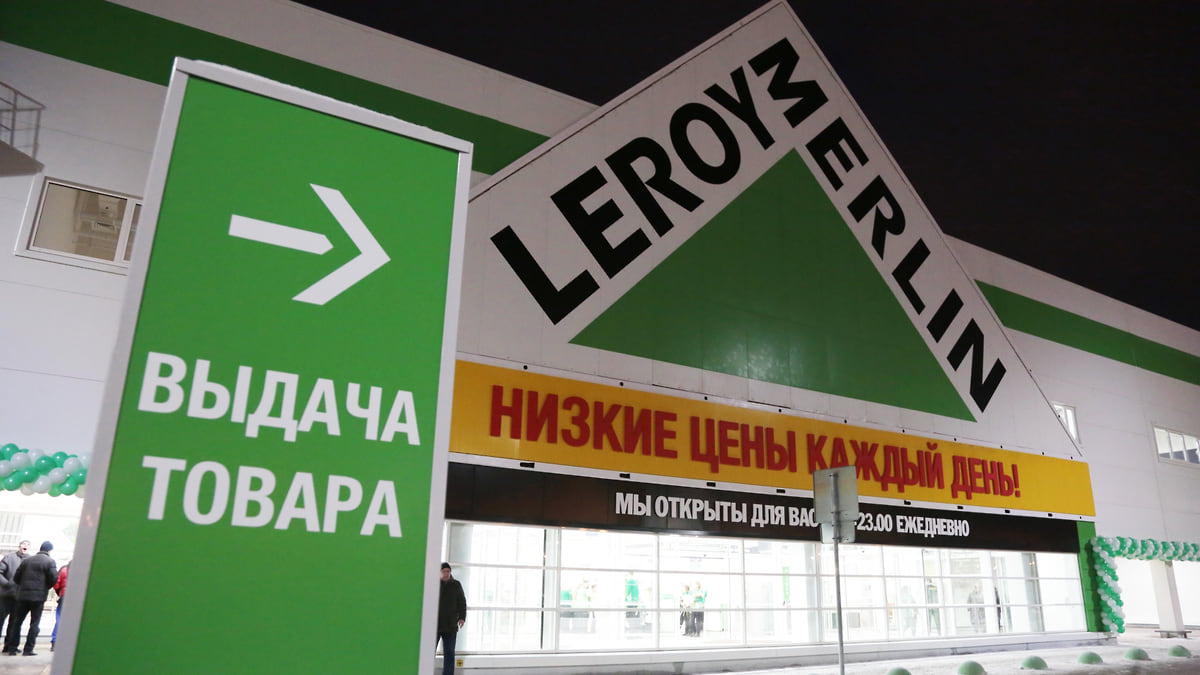 ВЫДАЧА
ТОВАРА
LEROY MERLIN
НИЗКИЕ ЦЕНЫ КАЖДЫЙ ДЕНЬ!
МЫ ОТКРЫТЫ ДЛЯ ВАС -23.00 ЕЖЕДНЕВНО